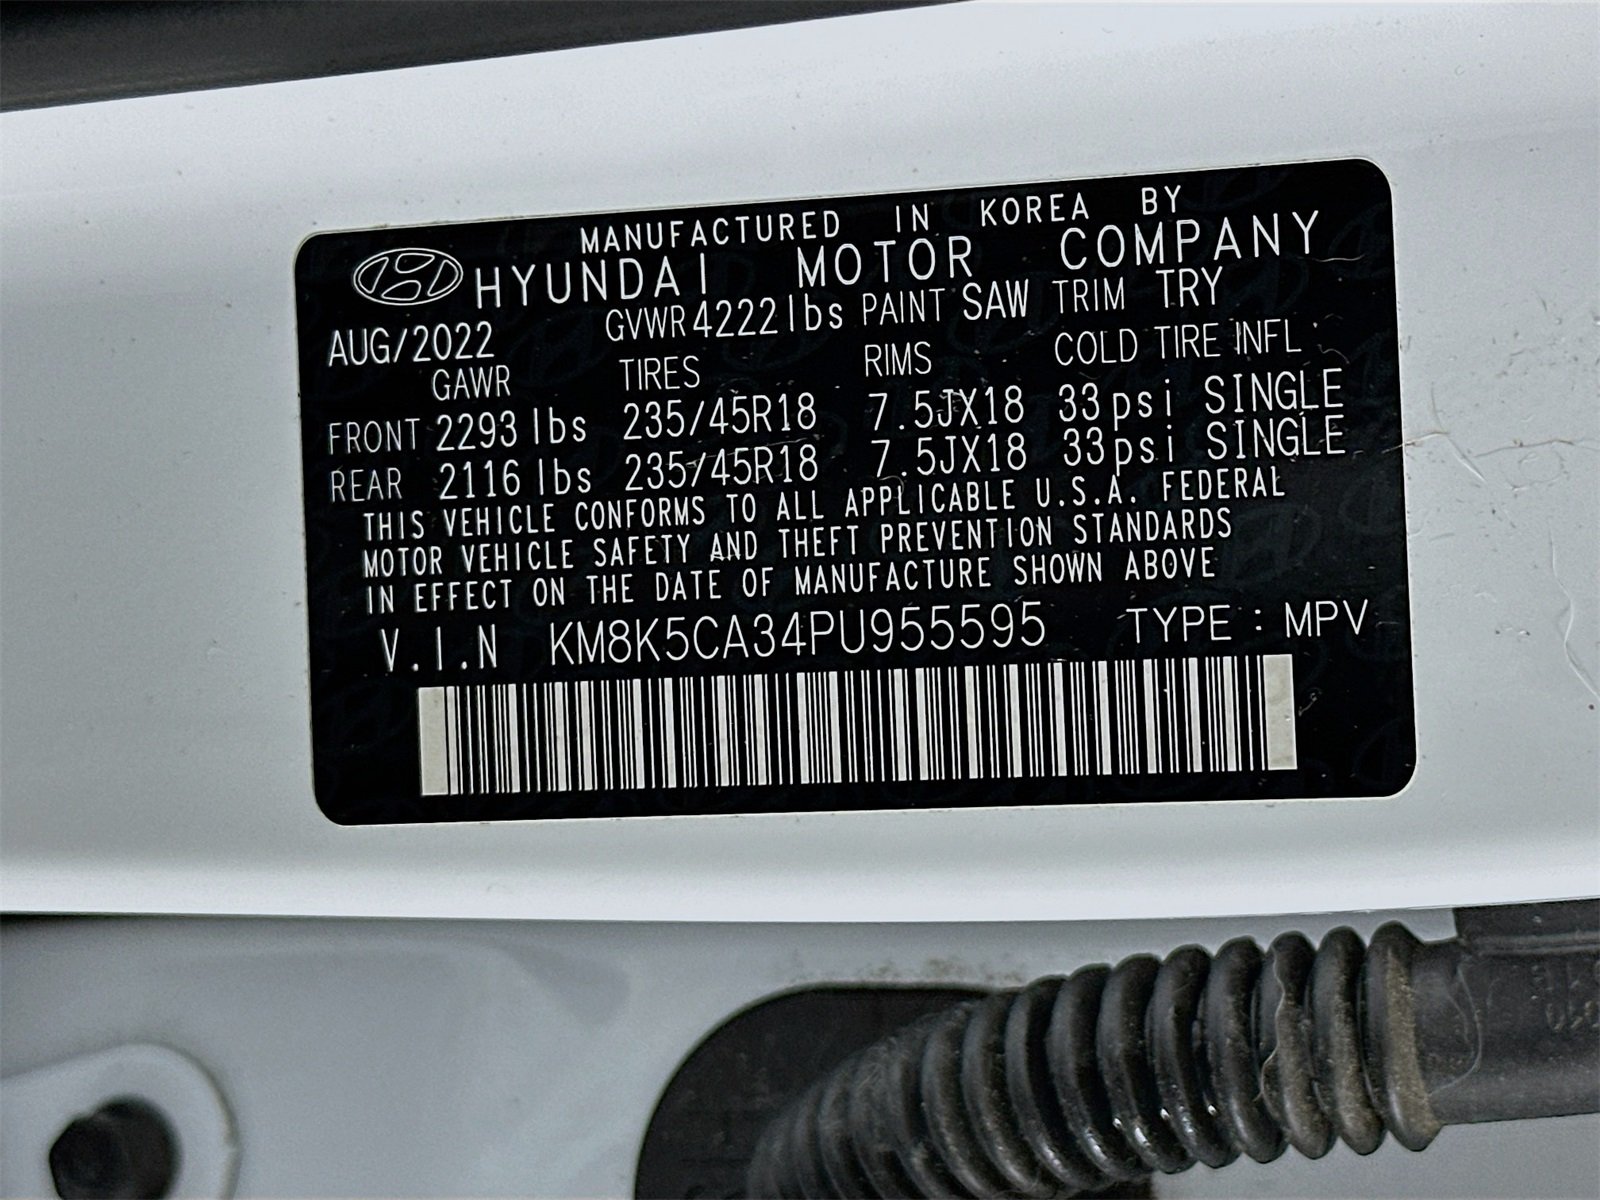 MANUFACTURED IN KOREA BY
HYUNDAI MOTOR COMPANY
AUG/2022 GVWR 4222 lbs PAINT SAW TRIM TRY
GAWR TIRES RIMS COLD TIRE INFL
FRONT 2293 lbs 235/45R18 7.5JX18 33psi SINGLE
REAR 2116 lbs 235/45R18 7.5JX18 33psi SINGLE
THIS VEHICLE CONFORMS TO ALL APPLICABLE U.S.A. FEDERAL
MOTOR VEHICLE SAFETY AND THEFT PREVENTION STANDARDS
IN EFFECT ON THE DATE OF MANUFACTURE SHOWN ABOVE
V.I.N KM8K5CA34PU955595 TYPE : MPV